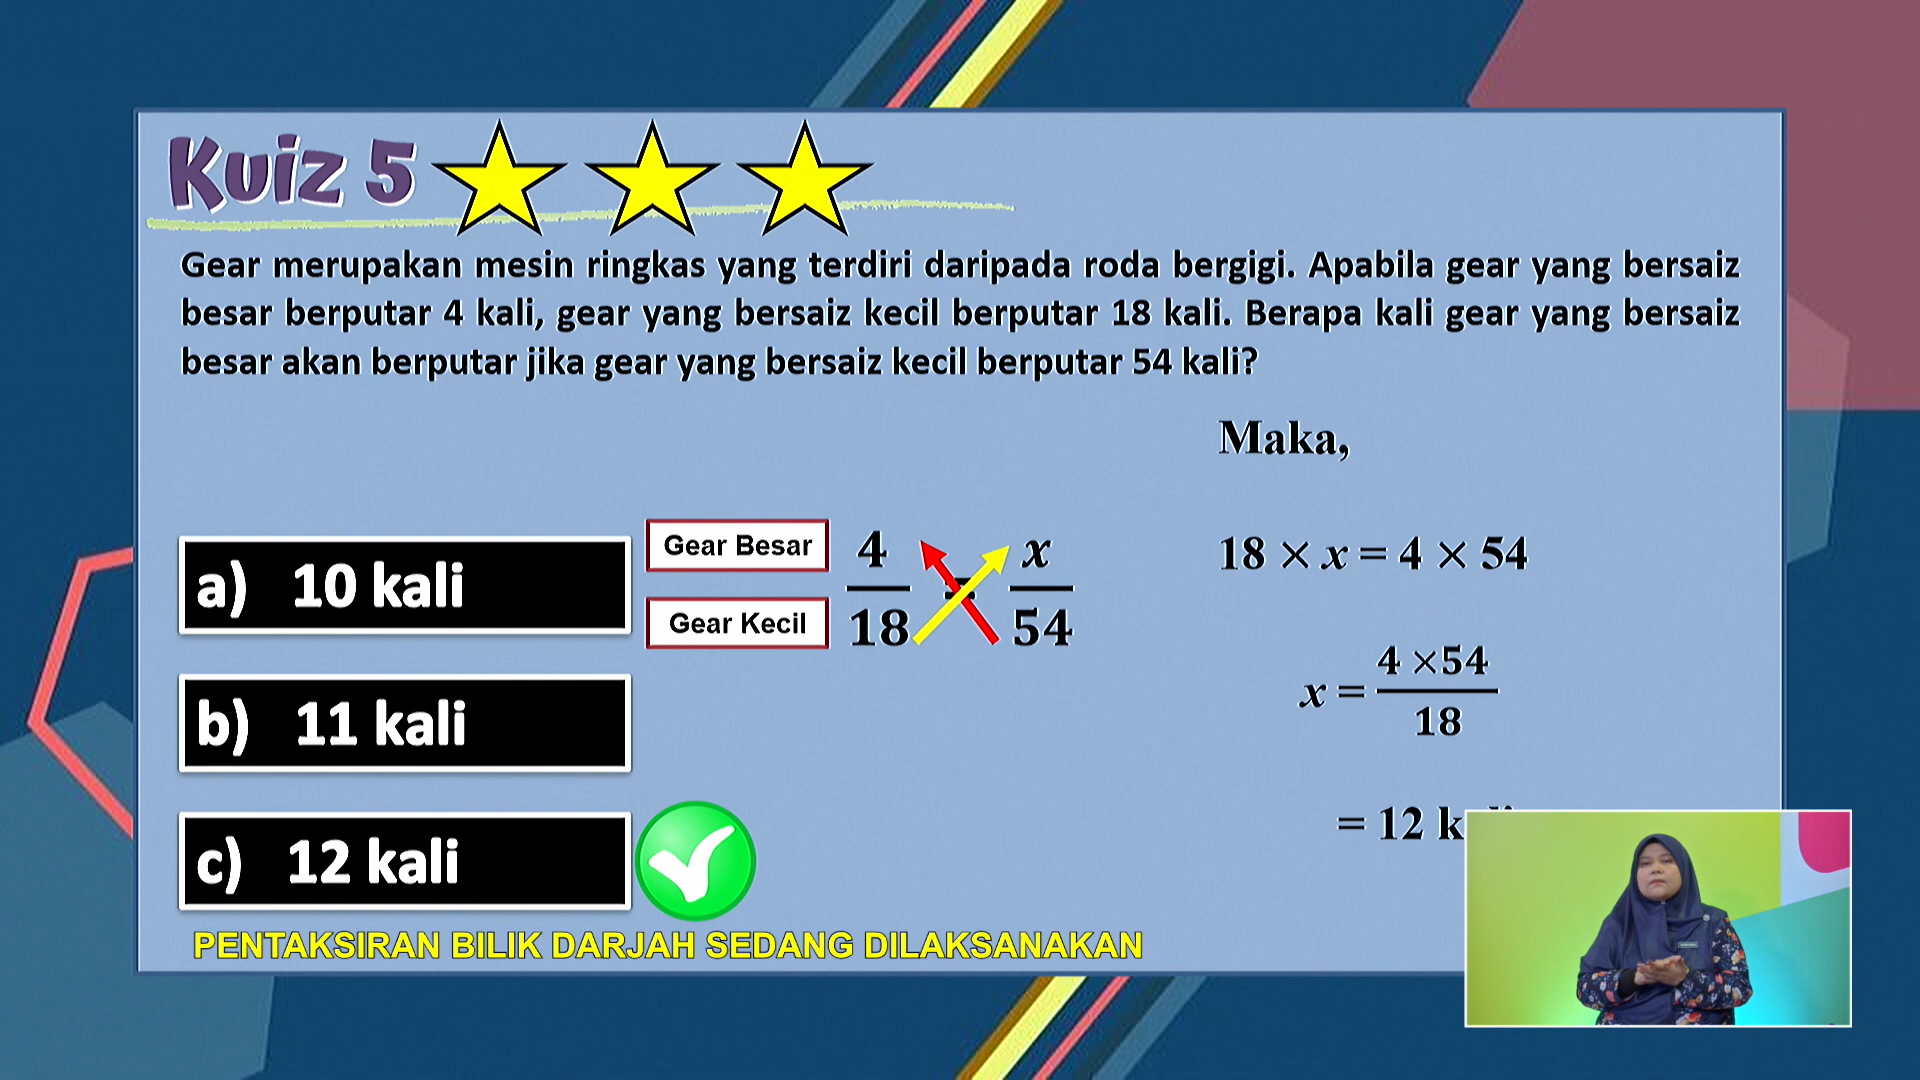 Kuiz 5
Gear merupakan mesin ringkas yang terdiri daripada roda bergigi. Apabila gear yang bersaiz
besar berputar 4 kali, gear yang bersaiz kecil berputar 18 kali. Berapa kali gear yang bersaiz
besar akan berputar jika gear yang bersaiz kecil berputar 54 kali?
a) 10 kali
b) 11 kali
c) 12 kali
Gear Besar
Gear Kecil
4/18 = x/54
Maka,
18 × x = 4 × 54
x = 4 ×54/18
= 12
PENTAKSIRAN BILIK DARJAH SEDANG DILAKSANAKAN